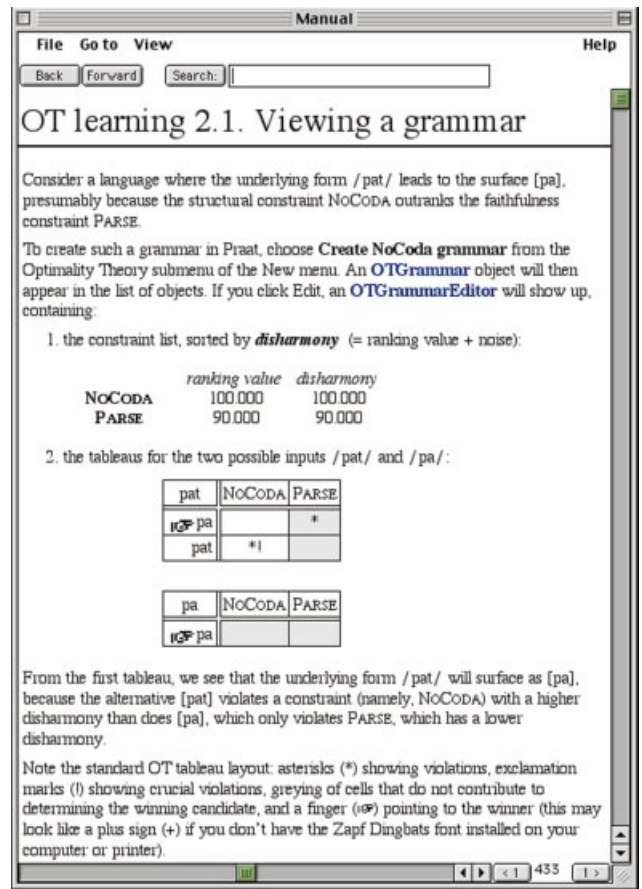 Manual
File Go to View Help
Back Forward Search:
OT learning 2.1. Viewing a grammar
Consider a language where the underlying form /pat/ leads to the surface [pa],
presumably because the structural constraint NOCODA outranks the faithfulness
constraint PARSE.
To create such a grammar in Praat, choose Create NoCoda grammar from the
Optimality Theory submenu of the New menu. An OTGrammar object will then
appear in the list of objects. If you click Edit, an OTGrammarEditor will show up,
containing:
1. the constraint list, sorted by disharmony (= ranking value + noise):
ranking value disharmony
NOCODA 100.000 100.000
PARSE 90.000 90.000
2. the tableaus for the two possible inputs /pat/ and /pa/:
pat NOCODA PARSE
☞ pa *
pat *!
pa NOCODA PARSE
☞ pa
From the first tableau, we see that the underlying form /pat/ will surface as [pa],
because the alternative [pat] violates a constraint (namely, NOCODA) with a higher
disharmony than does [pa], which only violates PARSE, which has a lower
disharmony.
Note the standard OT tableau layout: asterisks (*) showing violations, exclamation
marks (!) showing crucial violations, greying of cells that do not contribute to
determining the winning candidate, and a finger (☞) pointing to the winner (this may
look like a plus sign (+) if you don't have the Zapf Dingbats font installed on your
computer or printer).
< 1 433 1 >